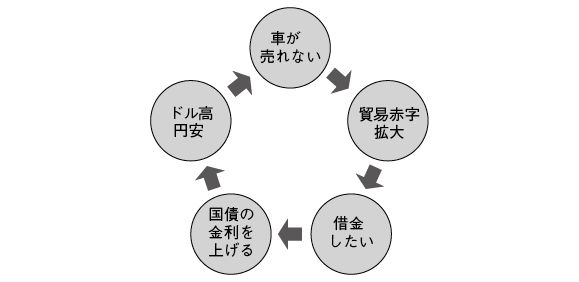 車が
売れない
貿易赤字
拡大
借金
したい
国債の
金利を
上げる
ドル高
円安